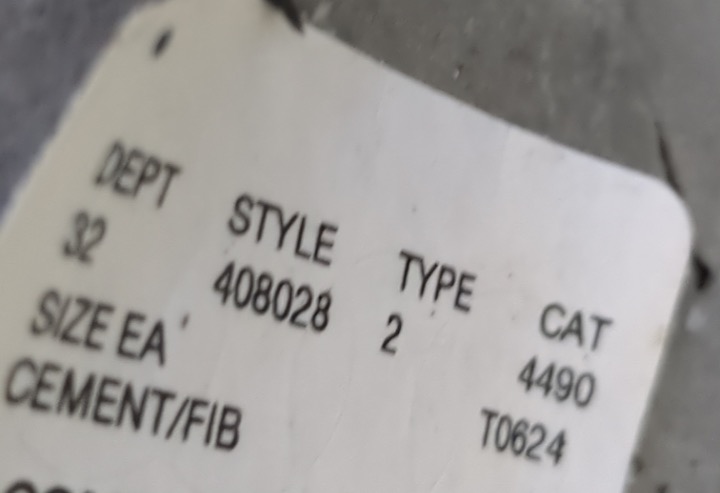 DEPT STYLE TYPE CAT
32 408028 2 4490
SIZE EA T0624
CEMENT/FIB